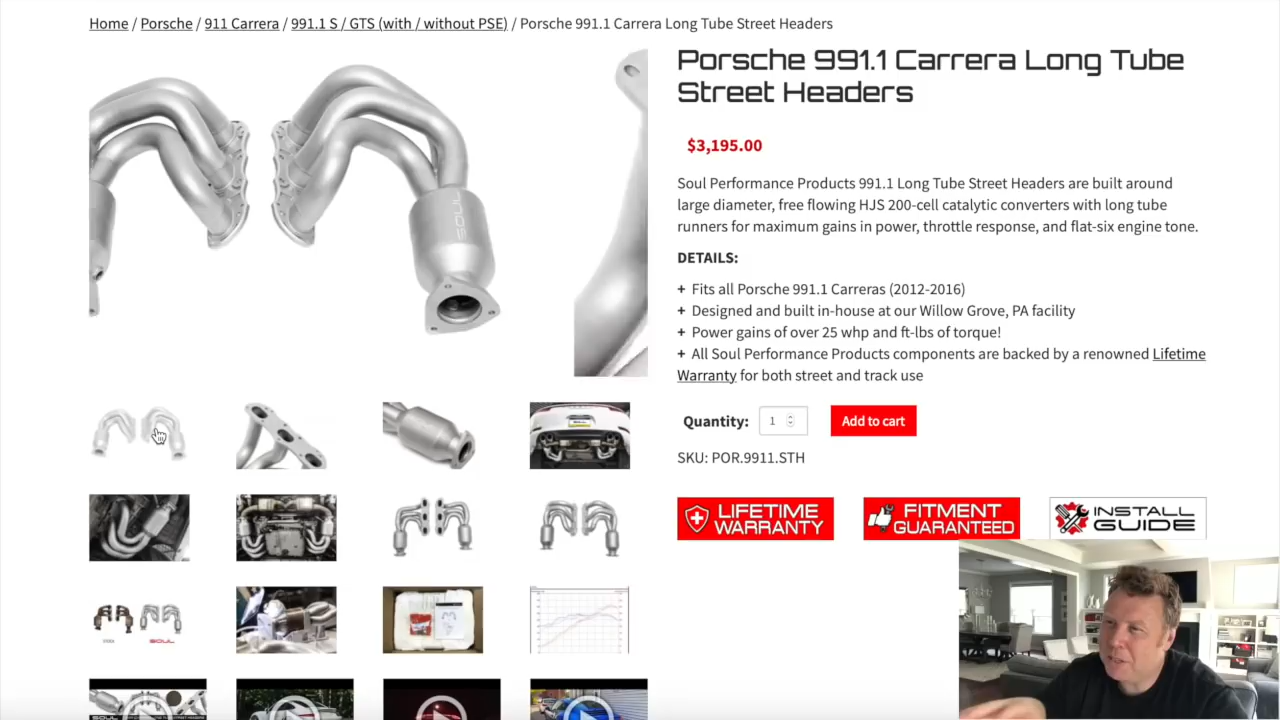 Home / Porsche / 911 Carrera / 991.1 S / GTS (with / without PSE) / Porsche 991.1 Carrera Long Tube Street Headers
Porsche 991.1 Carrera Long Tube
Street Headers
$3,195.00
Soul Performance Products 991.1 Long Tube Street Headers are built around
large diameter, free flowing HJS 200-cell catalytic converters with long tube
runners for maximum gains in power, throttle response, and flat-six engine tone.
DETAILS:
+ Fits all Porsche 991.1 Carreras (2012-2016)
+ Designed and built in-house at our Willow Grove, PA facility
+ Power gains of over 25 whp and ft-lbs of torque!
+ All Soul Performance Products components are backed by a renowned Lifetime
Warranty for both street and track use
Quantity: 1 Add to cart
SKU: POR.9911.STH
LIFETIME
WARRANTY
FITMENT
GUARANTEED
INSTALL
GUIDE
SOUL
SOUL
SOUL